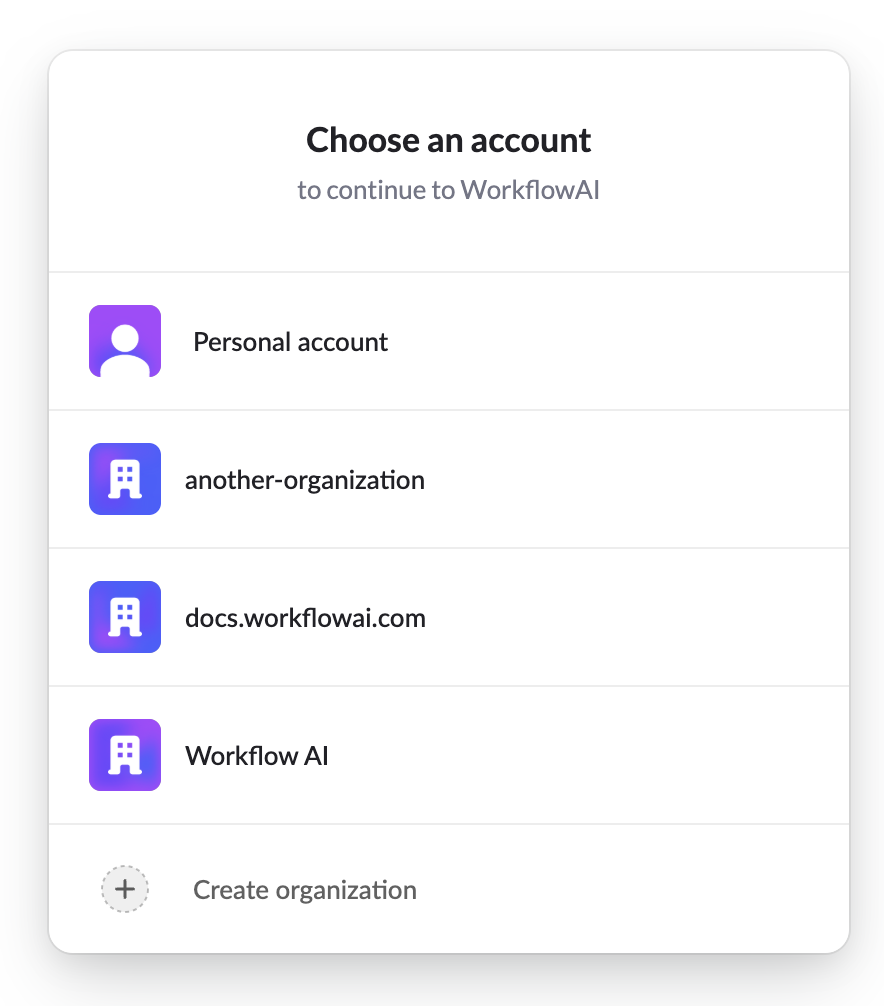 Choose an account
to continue to WorkflowAI
Personal account
another-organization
docs.workflowai.com
Workflow AI
Create organization